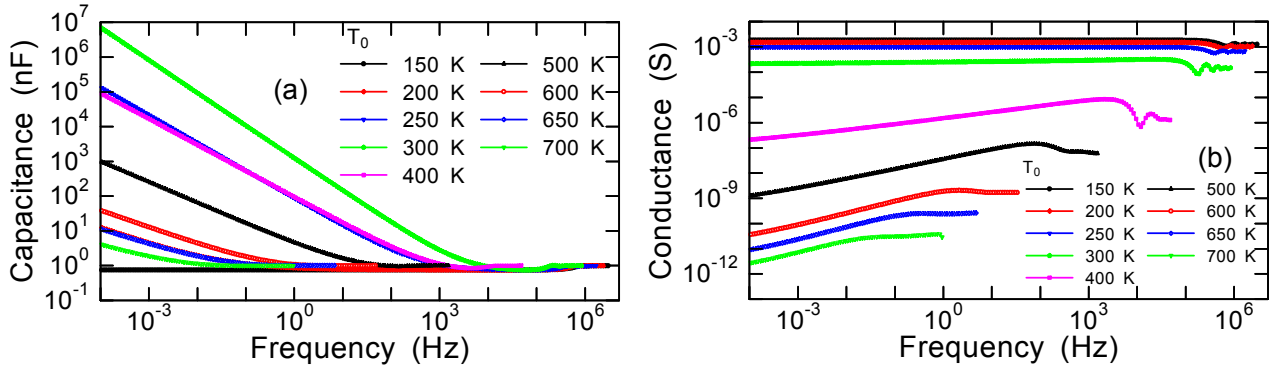 10^7
10^6
10^5
10^4
10^3
10^2
10^1
10^0
10^-1
Capacitance (nF)
10^-3 10^0 10^3 10^6
Frequency (Hz)
(a)
T_0
150 K 500 K
200 K 600 K
250 K 650 K
300 K 700 K
400 K
10^-3
10^-6
10^-9
10^-12
Conductance (S)
10^-3 10^0 10^3 10^6
Frequency (Hz)
(b)
T_0
150 K 500 K
200 K 600 K
250 K 650 K
300 K 700 K
400 K